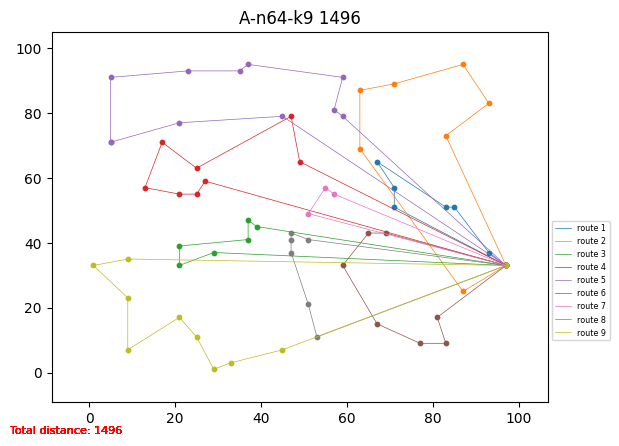 A-n64-k9 1496
100
80
60
40
20
0
0 20 40 60 80 100
route 1
route 2
route 3
route 4
route 5
route 6
route 7
route 8
route 9
Total distance: 1496